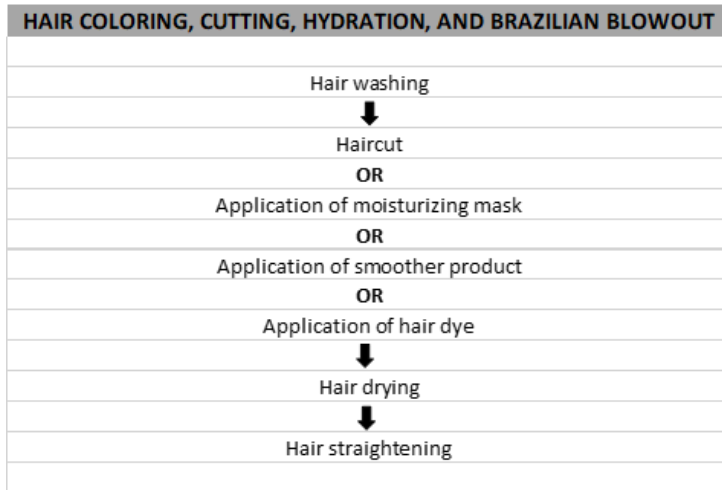 HAIR COLORING, CUTTING, HYDRATION, AND BRAZILIAN BLOWOUT
Hair washing
Haircut
OR
Application of moisturizing mask
OR
Application of smoother product
OR
Application of hair dye
Hair drying
Hair straightening